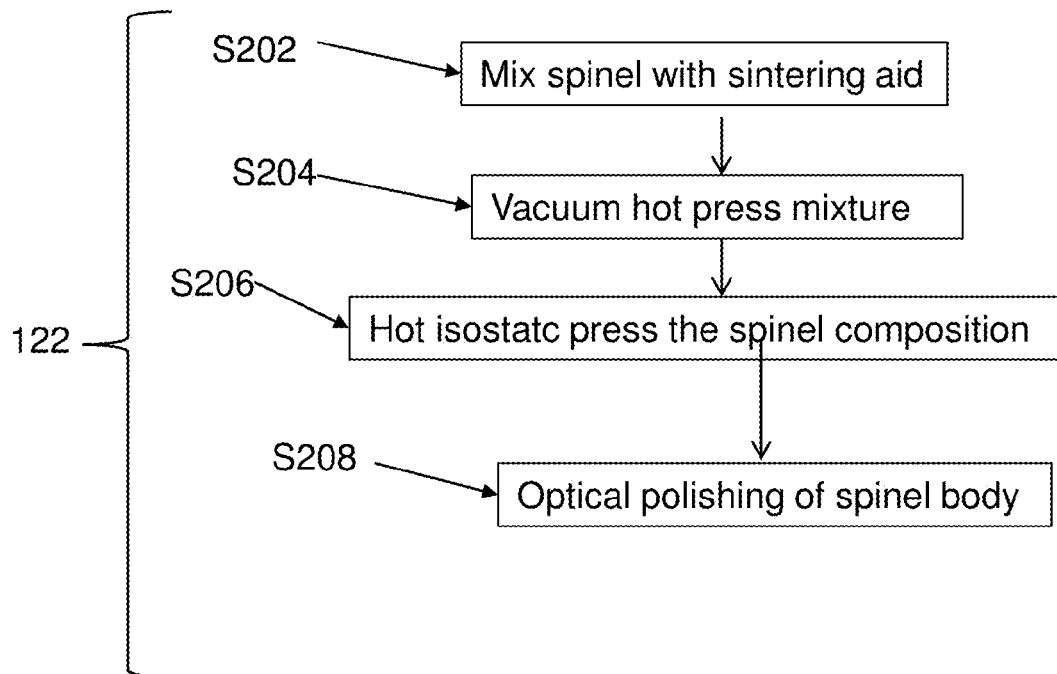 S202
Mix spinel with sintering aid
S204
Vacuum hot press mixture
S206
Hot isostatc press the spinel composition
122
S208
Optical polishing of spinel body